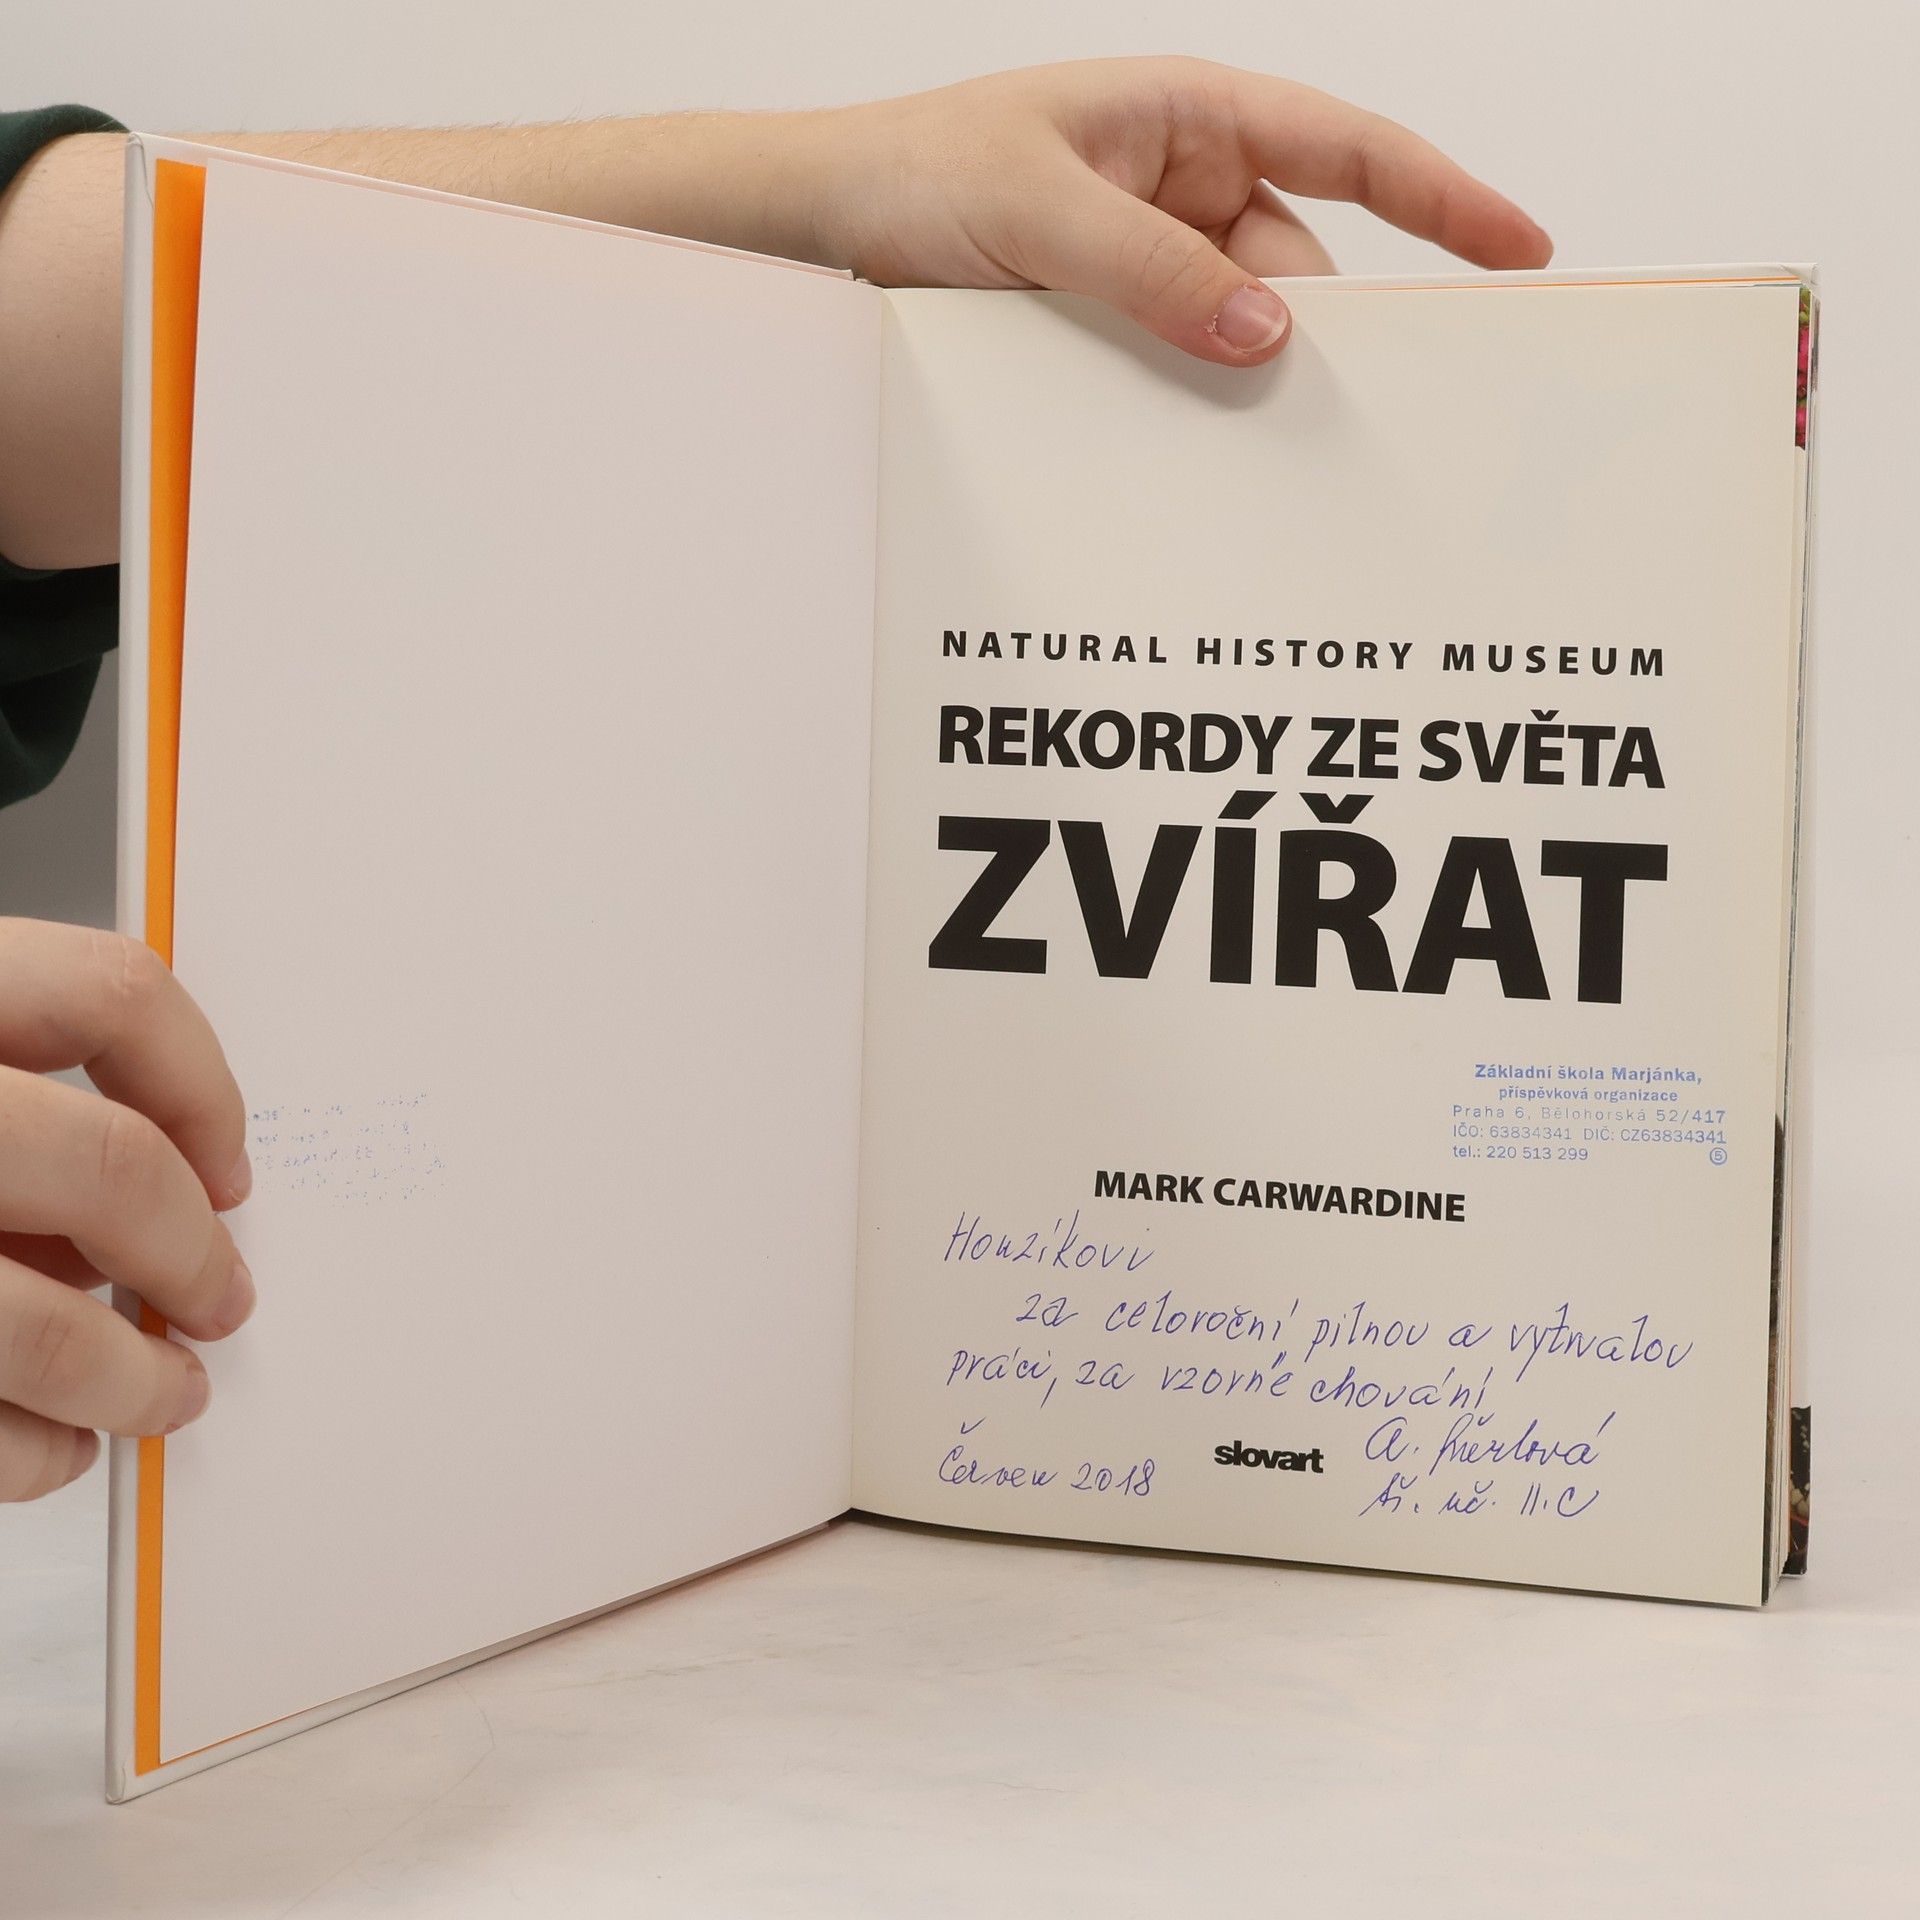 NATURAL HISTORY MUSEUM
REKORDY ZE SVĚTA
ZVÍŘAT
Základní škola Marjánka,
příspěvková organizace
Praha 6, Bělohorská 52/417
IČO: 63834341 DIČ: CZ63834341
tel.: 220 513 299
5
MARK CARWARDINE
Honzíkovi
za celoroční pilnou a vytrvalou
práci, za vzorné chování
Červen 2018
slovart
A.
tř. uč. II.C